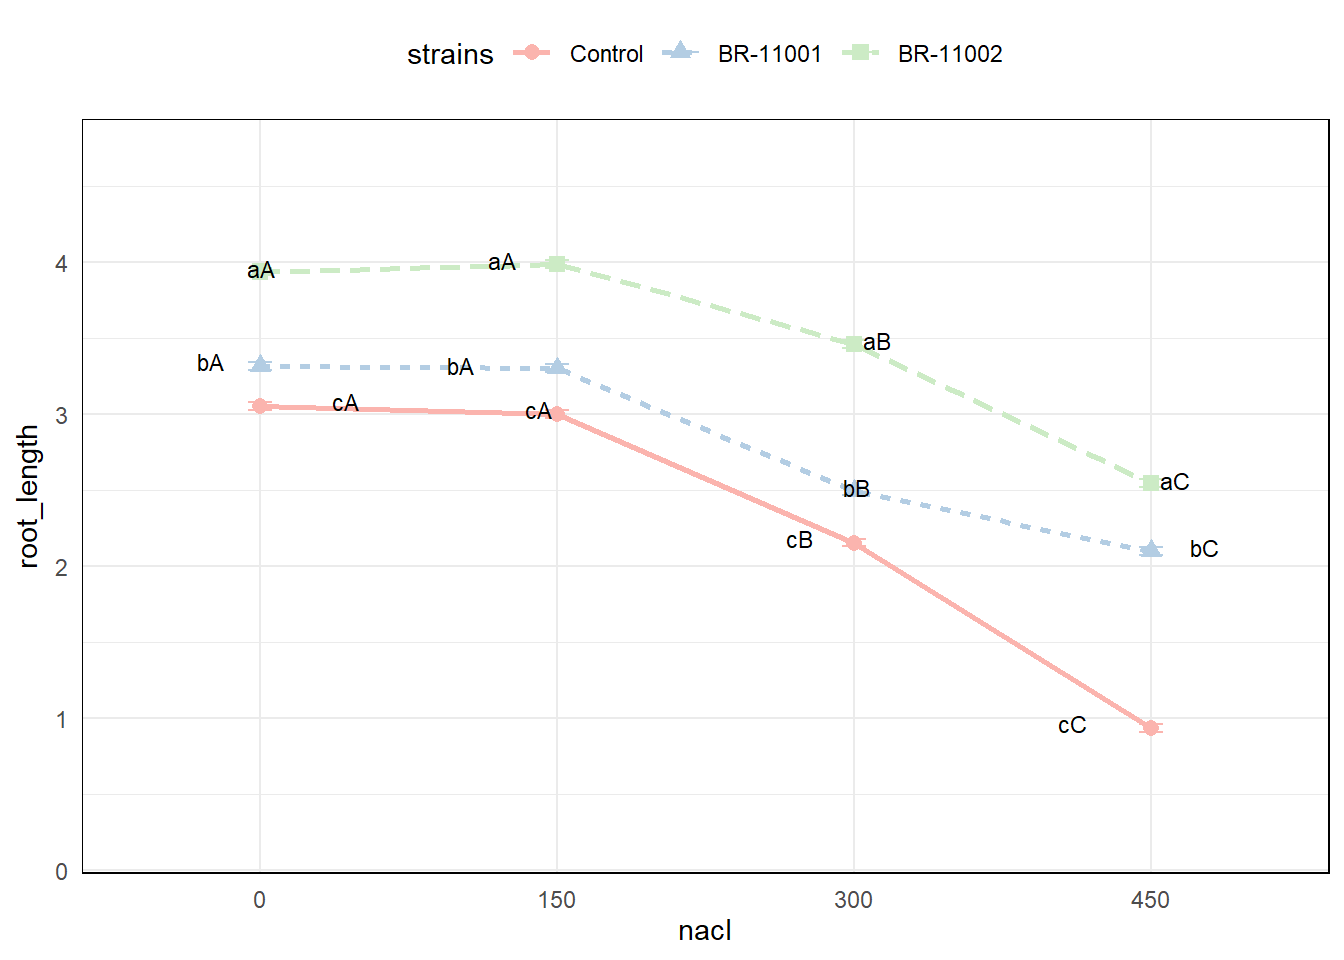 strains Control BR-11001 BR-11002
4
3
2
1
0
root_length
aA aA
aB
bA bA
cA cA
aC
bB
cB
bC
cC
0 150 300 450
nacl